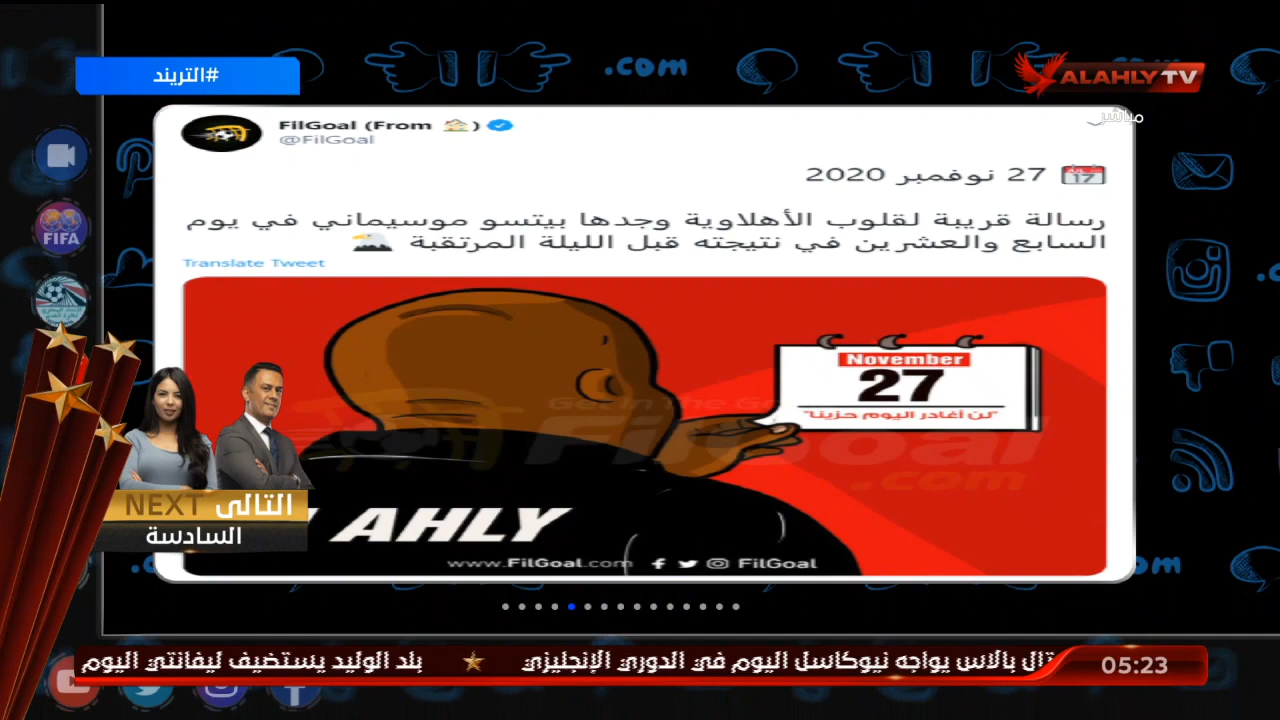 #التريند
.com
ALAHLY TV
مباشر
FilGoal (From 🏠)
@FilGoal
27 نوفمبر 2020
رسالة قريبة لقلوب الأهلاوية وجدها بيتسو موسيماني في يوم
السابع والعشرين في نتيجته قبل الليلة المرتقبة
Translate Tweet
November
27
"لن أغادر اليوم حزينا"
FilGoal
.com
AHLY
www.FilGoal.com FilGoal
FIFA
NEXT التالى
السادسة
تال بالاس يواجه نيوكاسل اليوم في الدوري الإنجليزي ★ بلد الوليد يستضيف ليفانتي اليوم
05:23